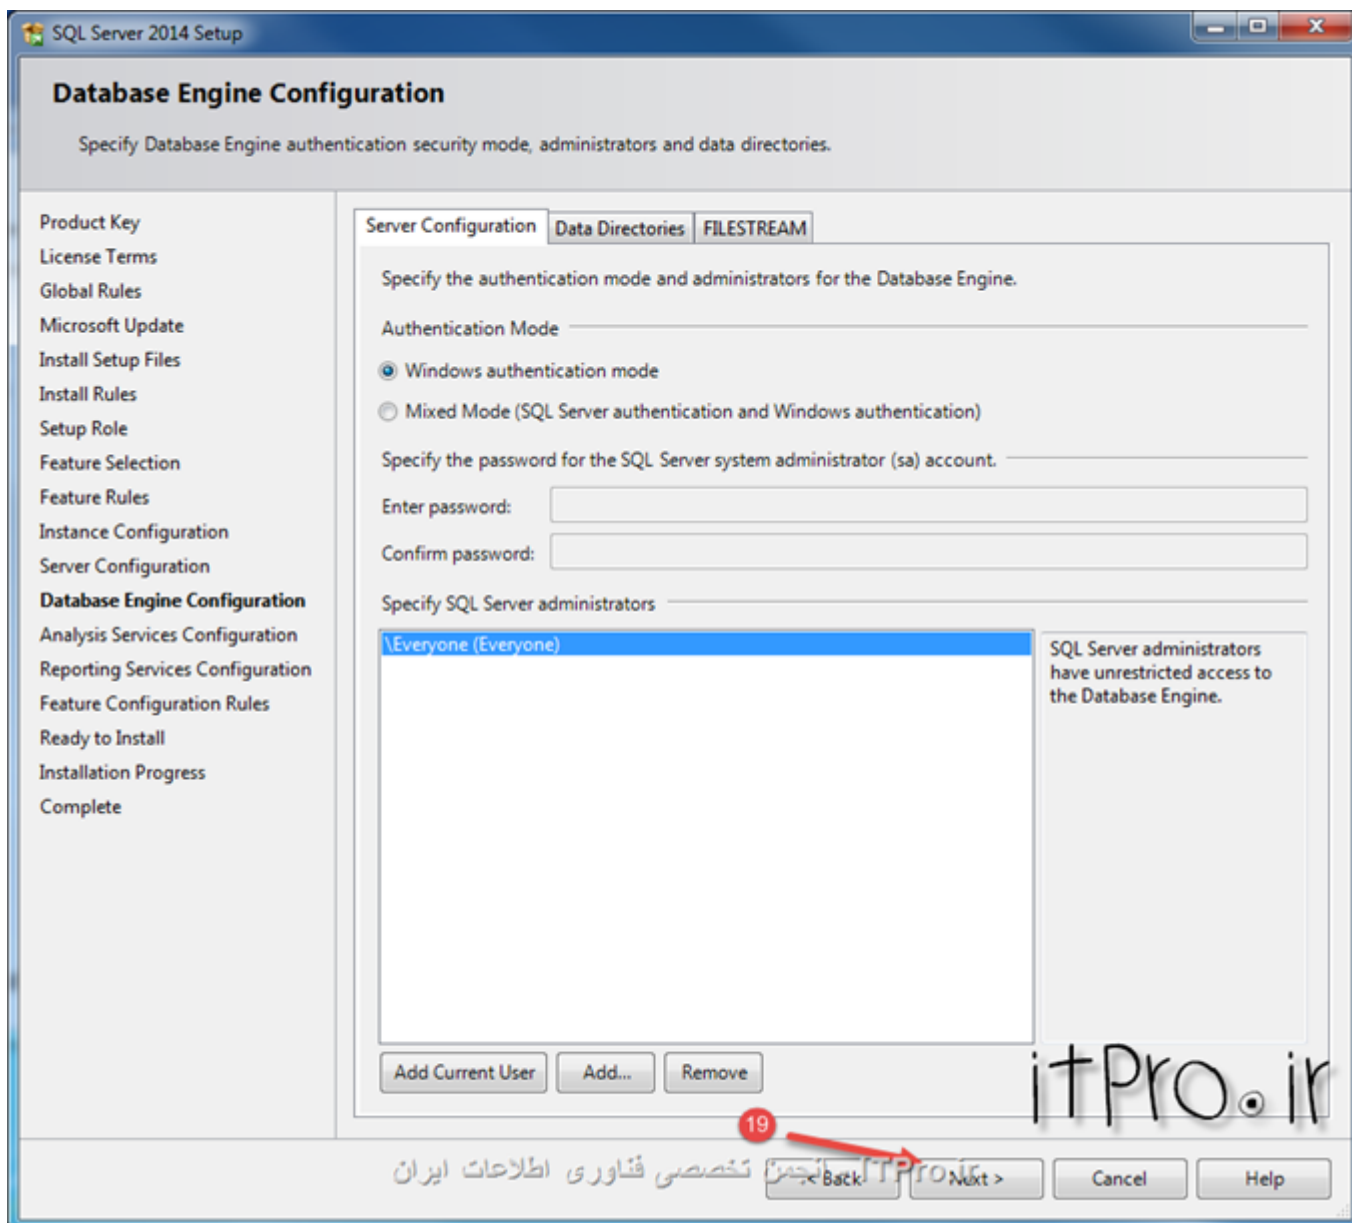 SQL Server 2014 Setup
Database Engine Configuration
Specify Database Engine authentication security mode, administrators and data directories.
Product Key
License Terms
Global Rules
Microsoft Update
Install Setup Files
Install Rules
Setup Role
Feature Selection
Feature Rules
Instance Configuration
Server Configuration
Database Engine Configuration
Analysis Services Configuration
Reporting Services Configuration
Feature Configuration Rules
Ready to Install
Installation Progress
Complete
Server Configuration Data Directories FILESTREAM
Specify the authentication mode and administrators for the Database Engine.
Authentication Mode
Windows authentication mode
Mixed Mode (SQL Server authentication and Windows authentication)
Specify the password for the SQL Server system administrator (sa) account.
Enter password:
Confirm password:
Specify SQL Server administrators
\Everyone (Everyone)
SQL Server administrators
have unrestricted access to
the Database Engine.
Add Current User Add... Remove
itPro.ir
19
ITPro.ir - انجمن تخصصی فناوری اطلاعات ایران
< Back Next > Cancel Help